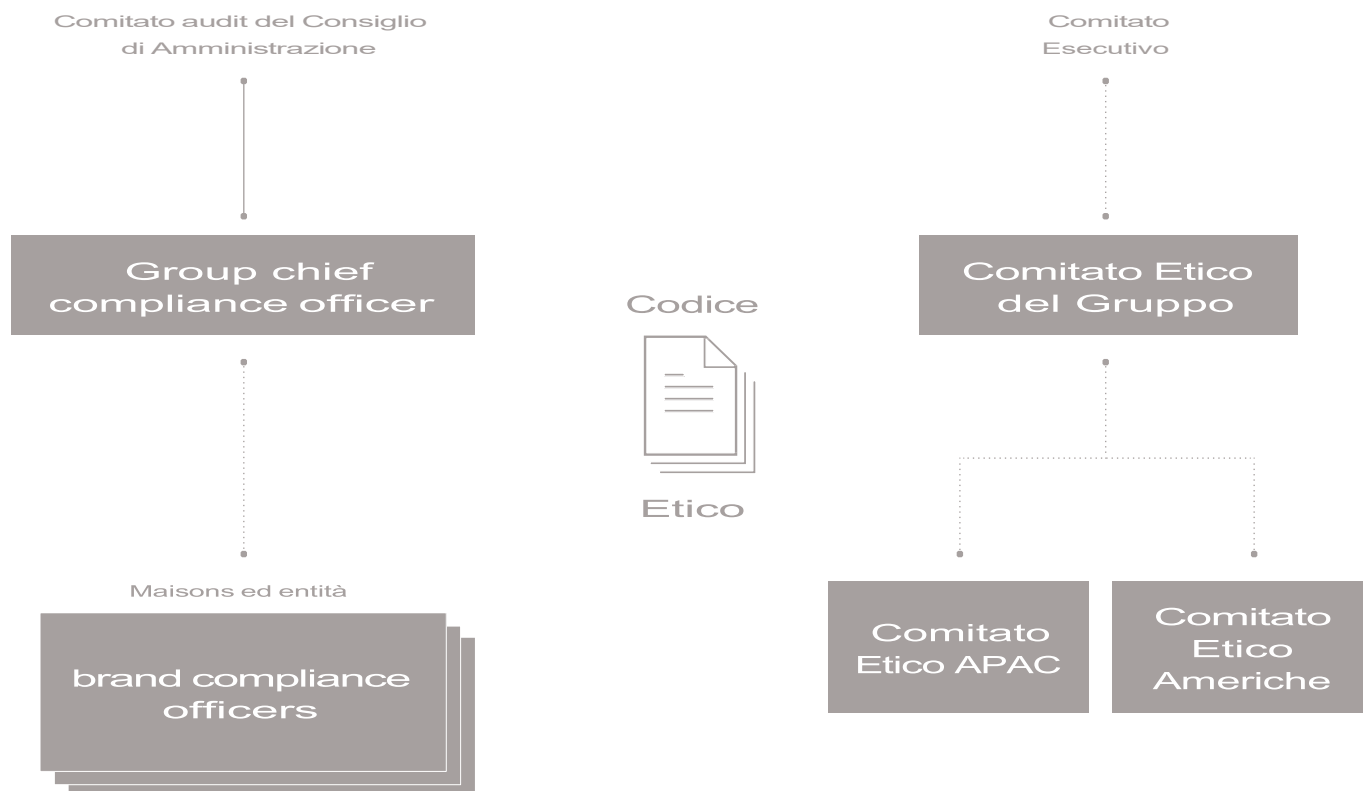 Comitato audit del Consiglio
di Amministrazione
Group chief
compliance officer
Maisons ed entità
brand compliance
officers
Codice
Etico
Comitato
Esecutivo
Comitato Etico
del Gruppo
Comitato
Etico APAC
Comitato
Etico
Americhe